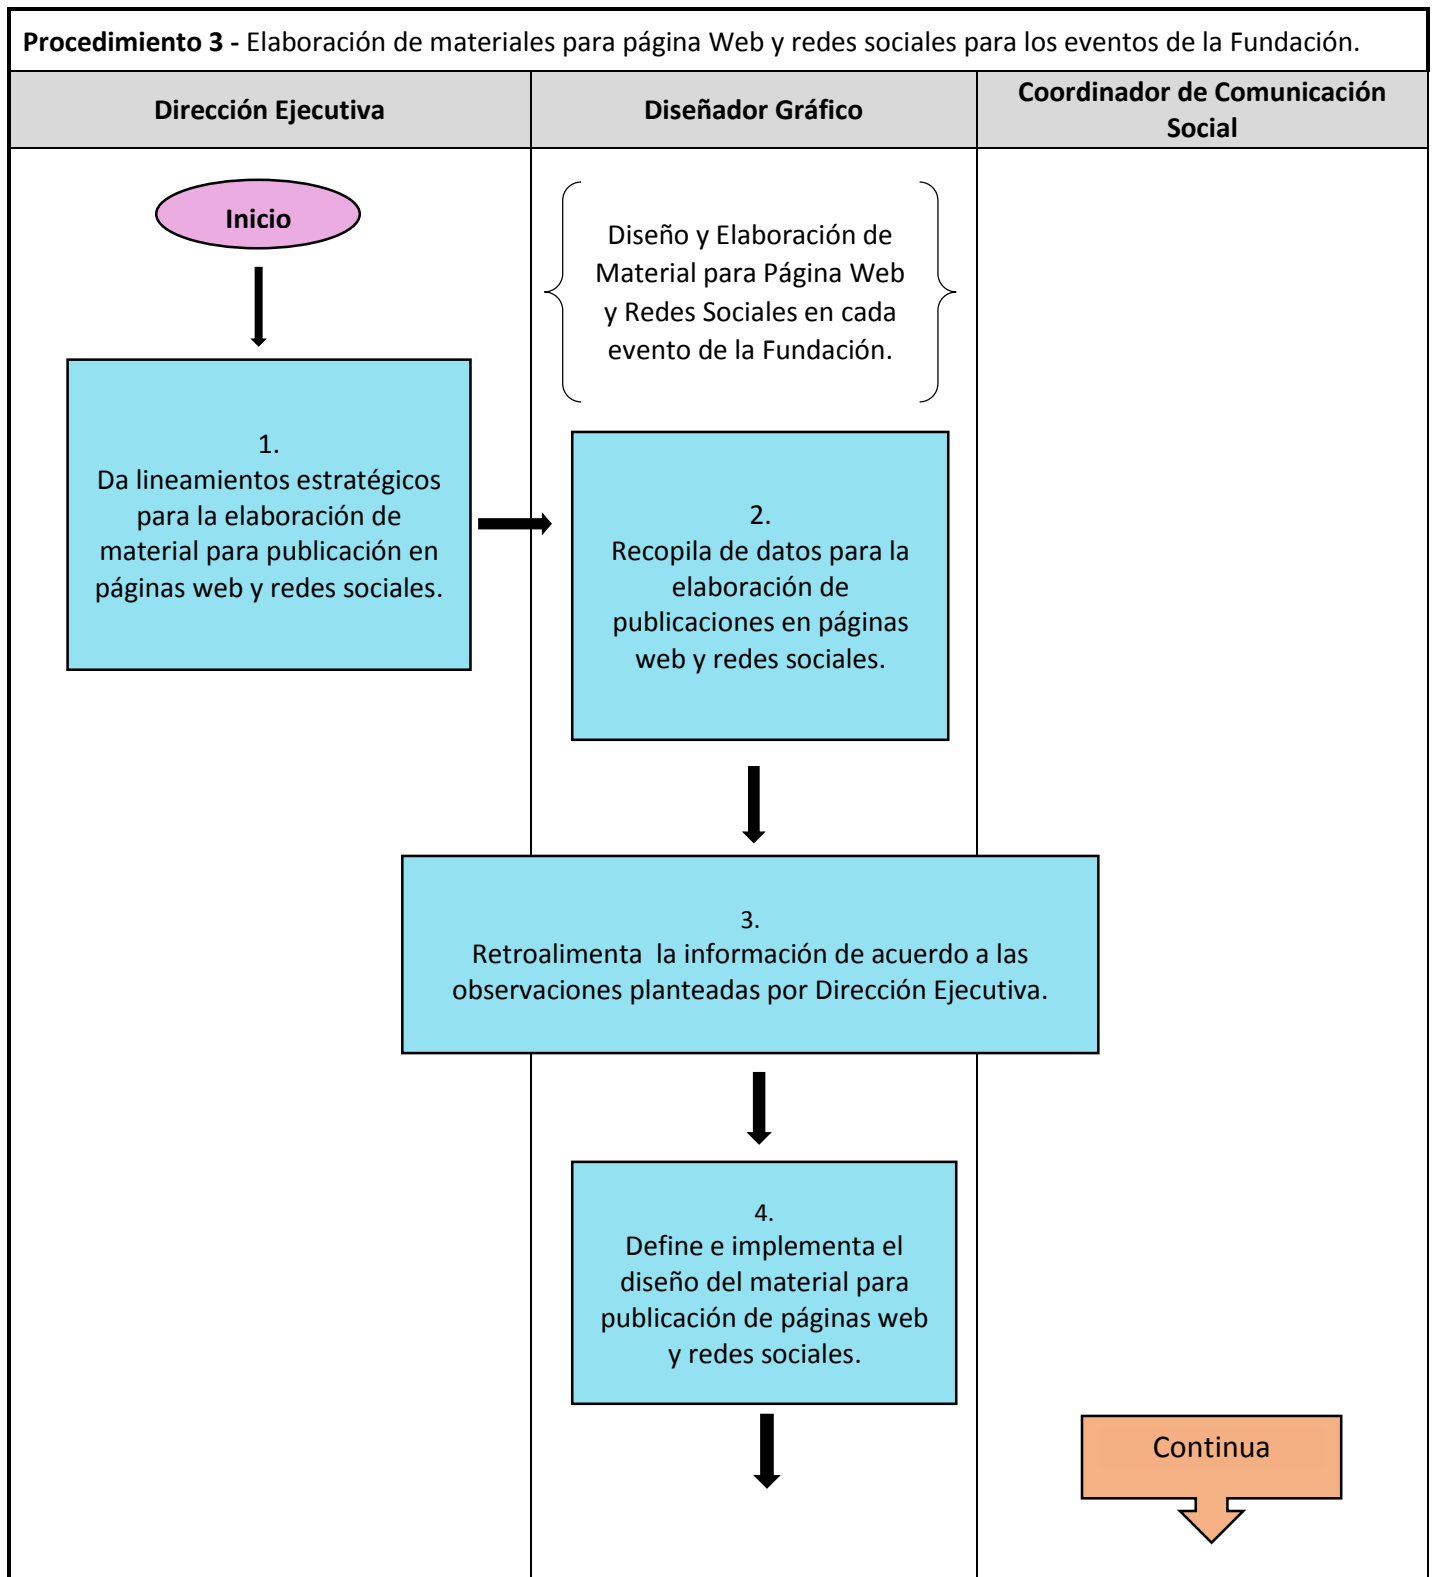 Procedimiento 3 - Elaboración de materiales para página Web y redes sociales para los eventos de la Fundación.
Dirección Ejecutiva
Diseñador Gráfico
Coordinador de Comunicación
Social
Inicio
Diseño y Elaboración de
Material para Página Web
y Redes Sociales en cada
evento de la Fundación.
1.
Da lineamientos estratégicos
para la elaboración de
material para publicación en
páginas web y redes sociales.
2.
Recopila de datos para la
elaboración de
publicaciones en páginas
web y redes sociales.
3.
Retroalimenta  la información de acuerdo a las
observaciones planteadas por Dirección Ejecutiva.
4.
Define e implementa el
diseño del material para
publicación de páginas web
y redes sociales.
Continua